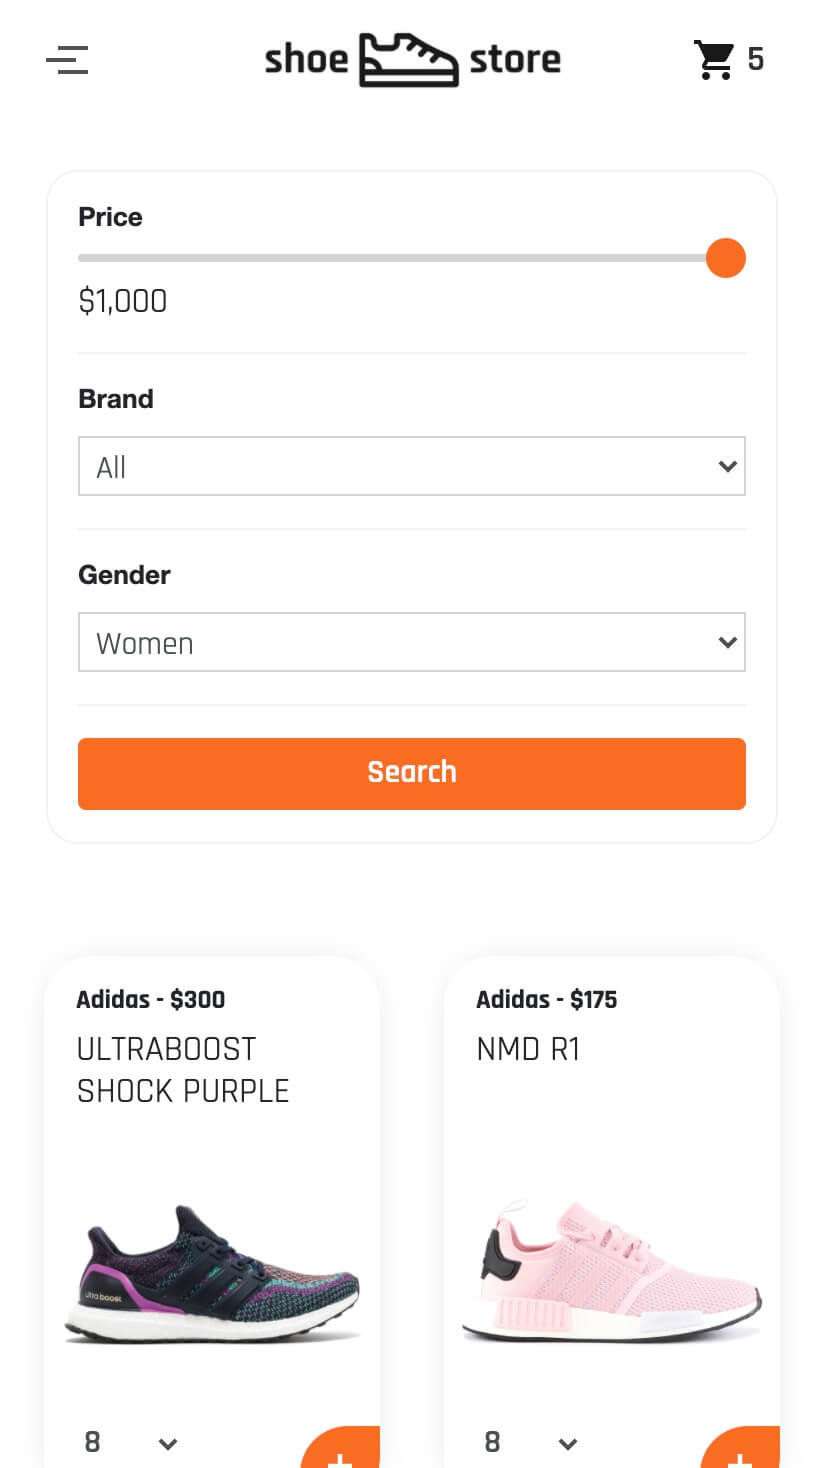 shoe store 5
Price
$1,000
Brand
All
Gender
Women
Search
Adidas - $300
ULTRABOOST
SHOCK PURPLE
ultra boost
8
+
Adidas - $175
NMD R1
8
+